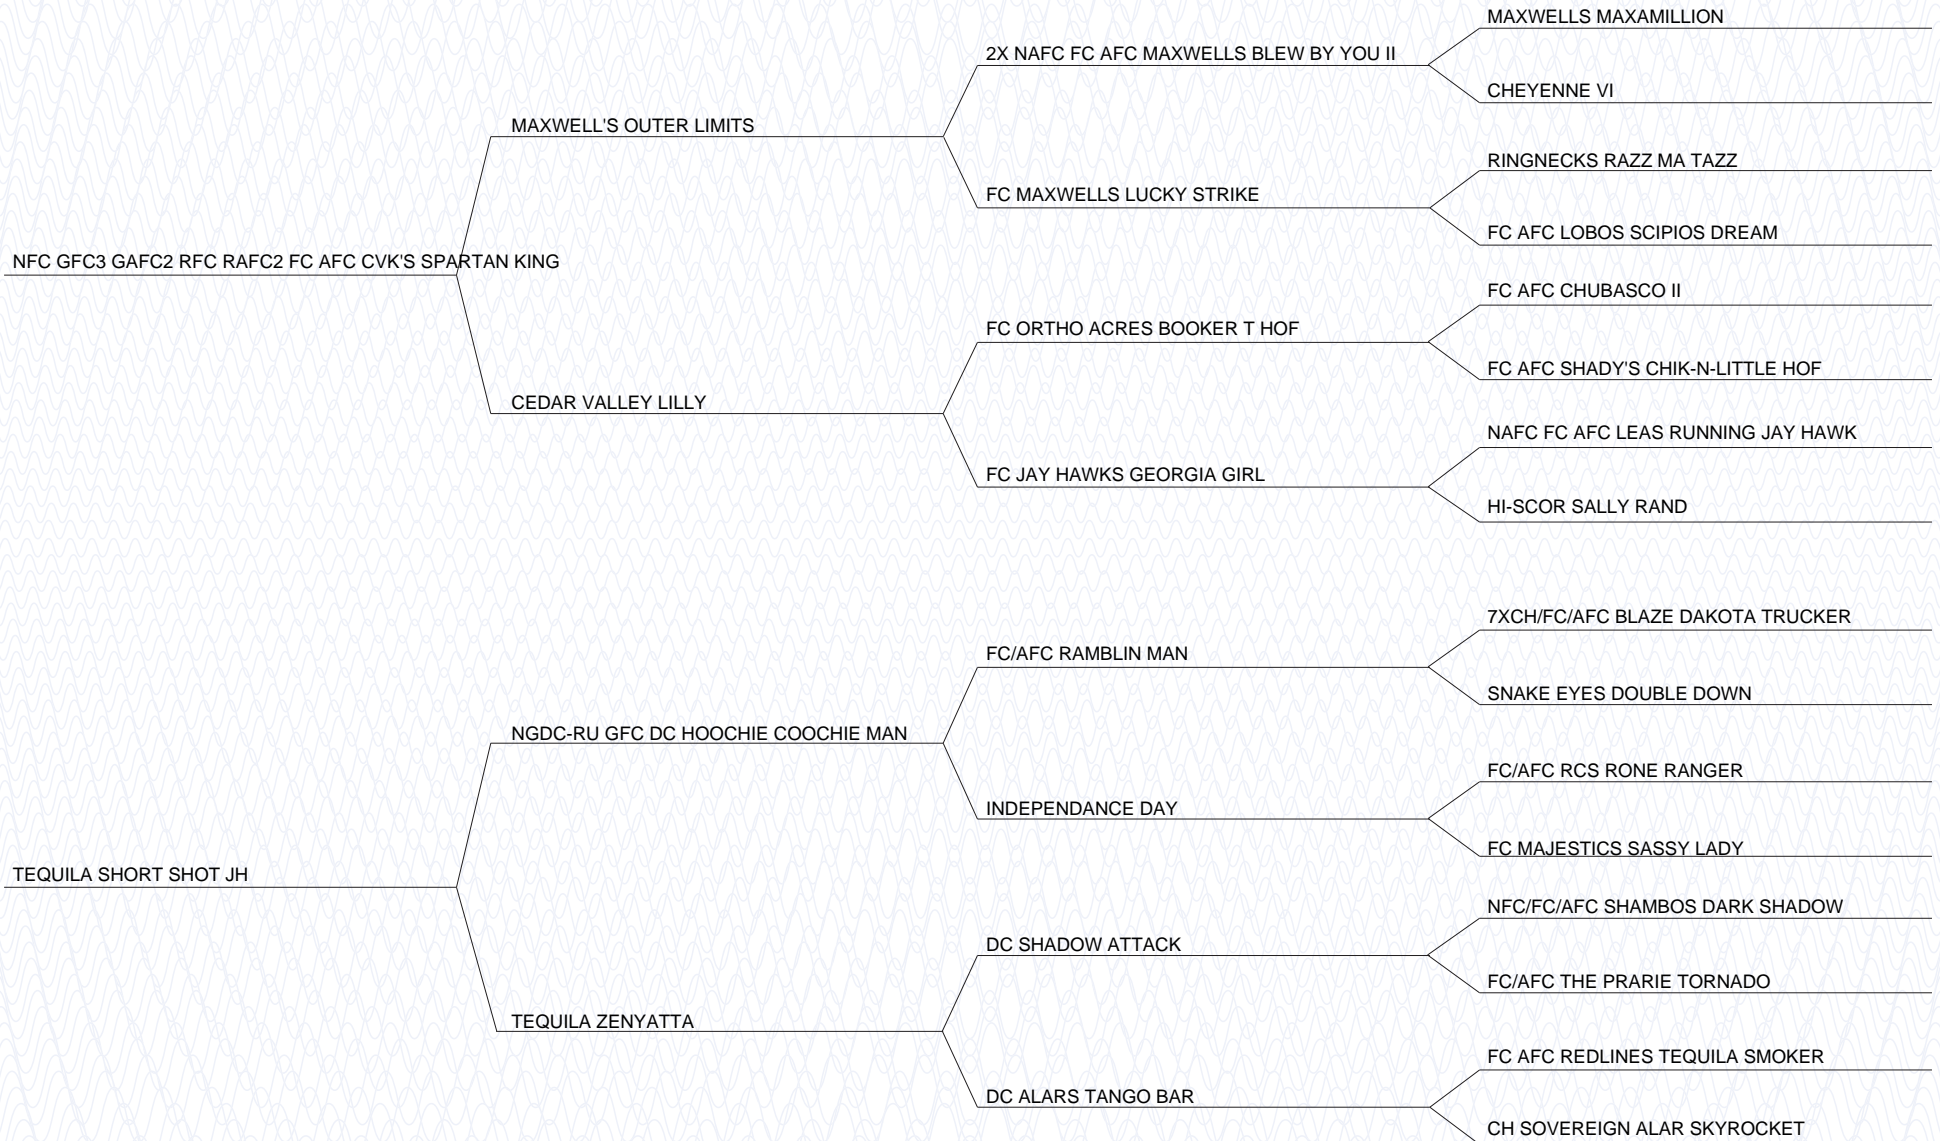 MAXWELLS MAXAMILLION
2X NAFC FC AFC MAXWELLS BLEW BY YOU II
CHEYENNE VI
MAXWELL'S OUTER LIMITS
RINGNECKS RAZZ MA TAZZ
FC MAXWELLS LUCKY STRIKE
FC AFC LOBOS SCIPIOS DREAM
NFC GFC3 GAFC2 RFC RAFC2 FC AFC CVK'S SPARTAN KING
FC AFC CHUBASCO II
FC ORTHO ACRES BOOKER T HOF
FC AFC SHADY'S CHIK-N-LITTLE HOF
CEDAR VALLEY LILLY
NAFC FC AFC LEAS RUNNING JAY HAWK
FC JAY HAWKS GEORGIA GIRL
HI-SCOR SALLY RAND
7XCH/FC/AFC BLAZE DAKOTA TRUCKER
FC/AFC RAMBLIN MAN
SNAKE EYES DOUBLE DOWN
NGDC-RU GFC DC HOOCHIE COOCHIE MAN
FC/AFC RCS RONE RANGER
INDEPENDANCE DAY
FC MAJESTICS SASSY LADY
TEQUILA SHORT SHOT JH
NFC/FC/AFC SHAMBOS DARK SHADOW
DC SHADOW ATTACK
FC/AFC THE PRARIE TORNADO
TEQUILA ZENYATTA
FC AFC REDLINES TEQUILA SMOKER
DC ALARS TANGO BAR
CH SOVEREIGN ALAR SKYROCKET